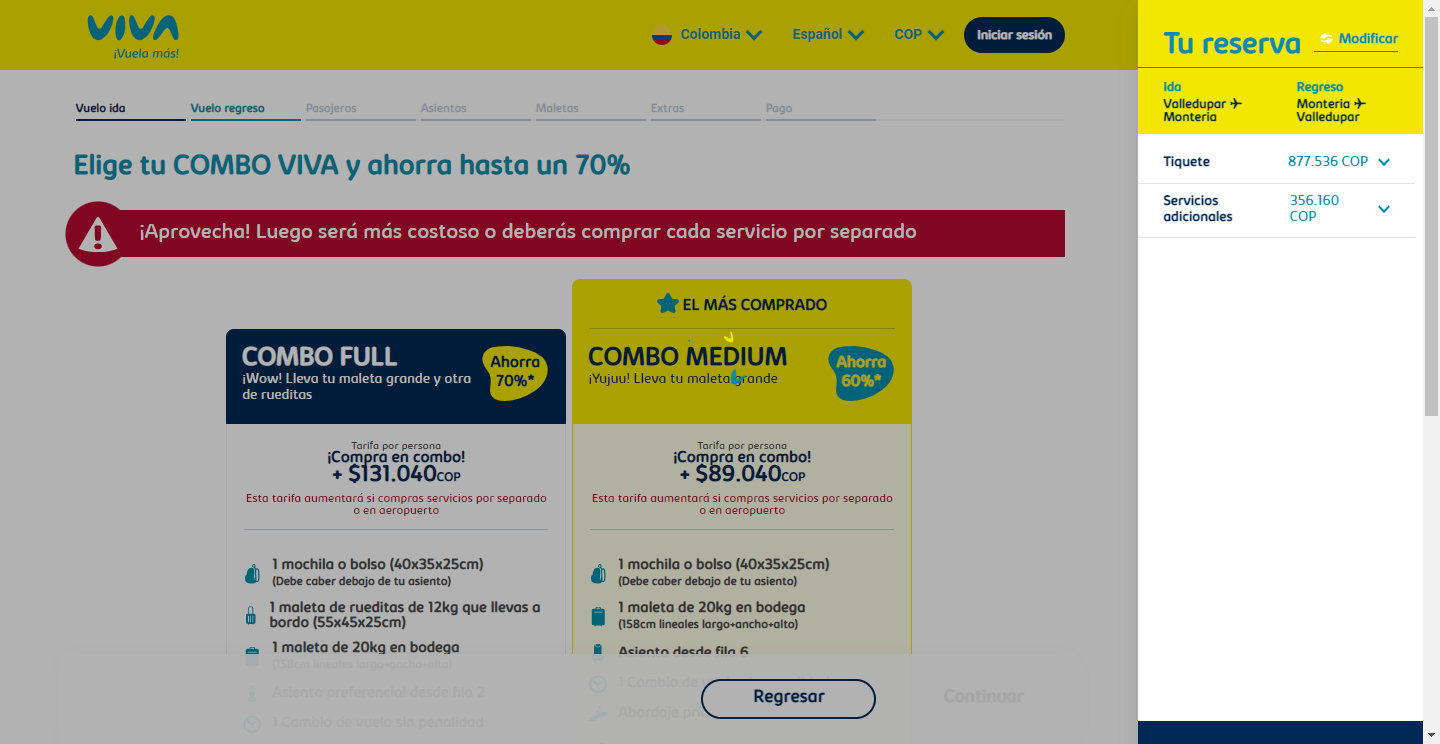 VIVA
¡Vuela más!
Colombia
Español
COP
Iniciar sesión
Vuelo ida
Vuelo regreso
Pasajeros
Asientos
Maletas
Extras
Pago
Elige tu COMBO VIVA y ahorra hasta un 70%
¡Aprovecha! Luego será más costoso o deberás comprar cada servicio por separado
COMBO FULL
¡Wow! Lleva tu maleta grande y otra
de rueditas
Ahorra
70%*
Tarifa por persona
¡Compra en combo!
+ $131.040COP
Esta tarifa aumentará si compras servicios por separado
o en aeropuerto
1 mochila o bolso (40x35x25cm)
(Debe caber debajo de tu asiento)
1 maleta de rueditas de 12kg que llevas a
bordo (55x45x25cm)
1 maleta de 20kg en bodega
(158cm lineales largo+ancho+alto)
Asiento preferencial desde fila 2
1 Cambio de vuelo sin penalidad
EL MÁS COMPRADO
COMBO MEDIUM
¡Yujuu! Lleva tu maleta grande
Ahorra
60%*
Tarifa por persona
¡Compra en combo!
+ $89.040COP
Esta tarifa aumentará si compras servicios por separado
o en aeropuerto
1 mochila o bolso (40x35x25cm)
(Debe caber debajo de tu asiento)
1 maleta de 20kg en bodega
(158cm lineales largo+ancho+alto)
Asiento desde fila 6
1 Cambio de
Abordaje
Regresar
Continuar
Tu reserva
Modificar
Ida
Valledupar
Monteria
Regreso
Monteria
Valledupar
Tiquete
877.536 COP
Servicios
adicionales
356.160
COP